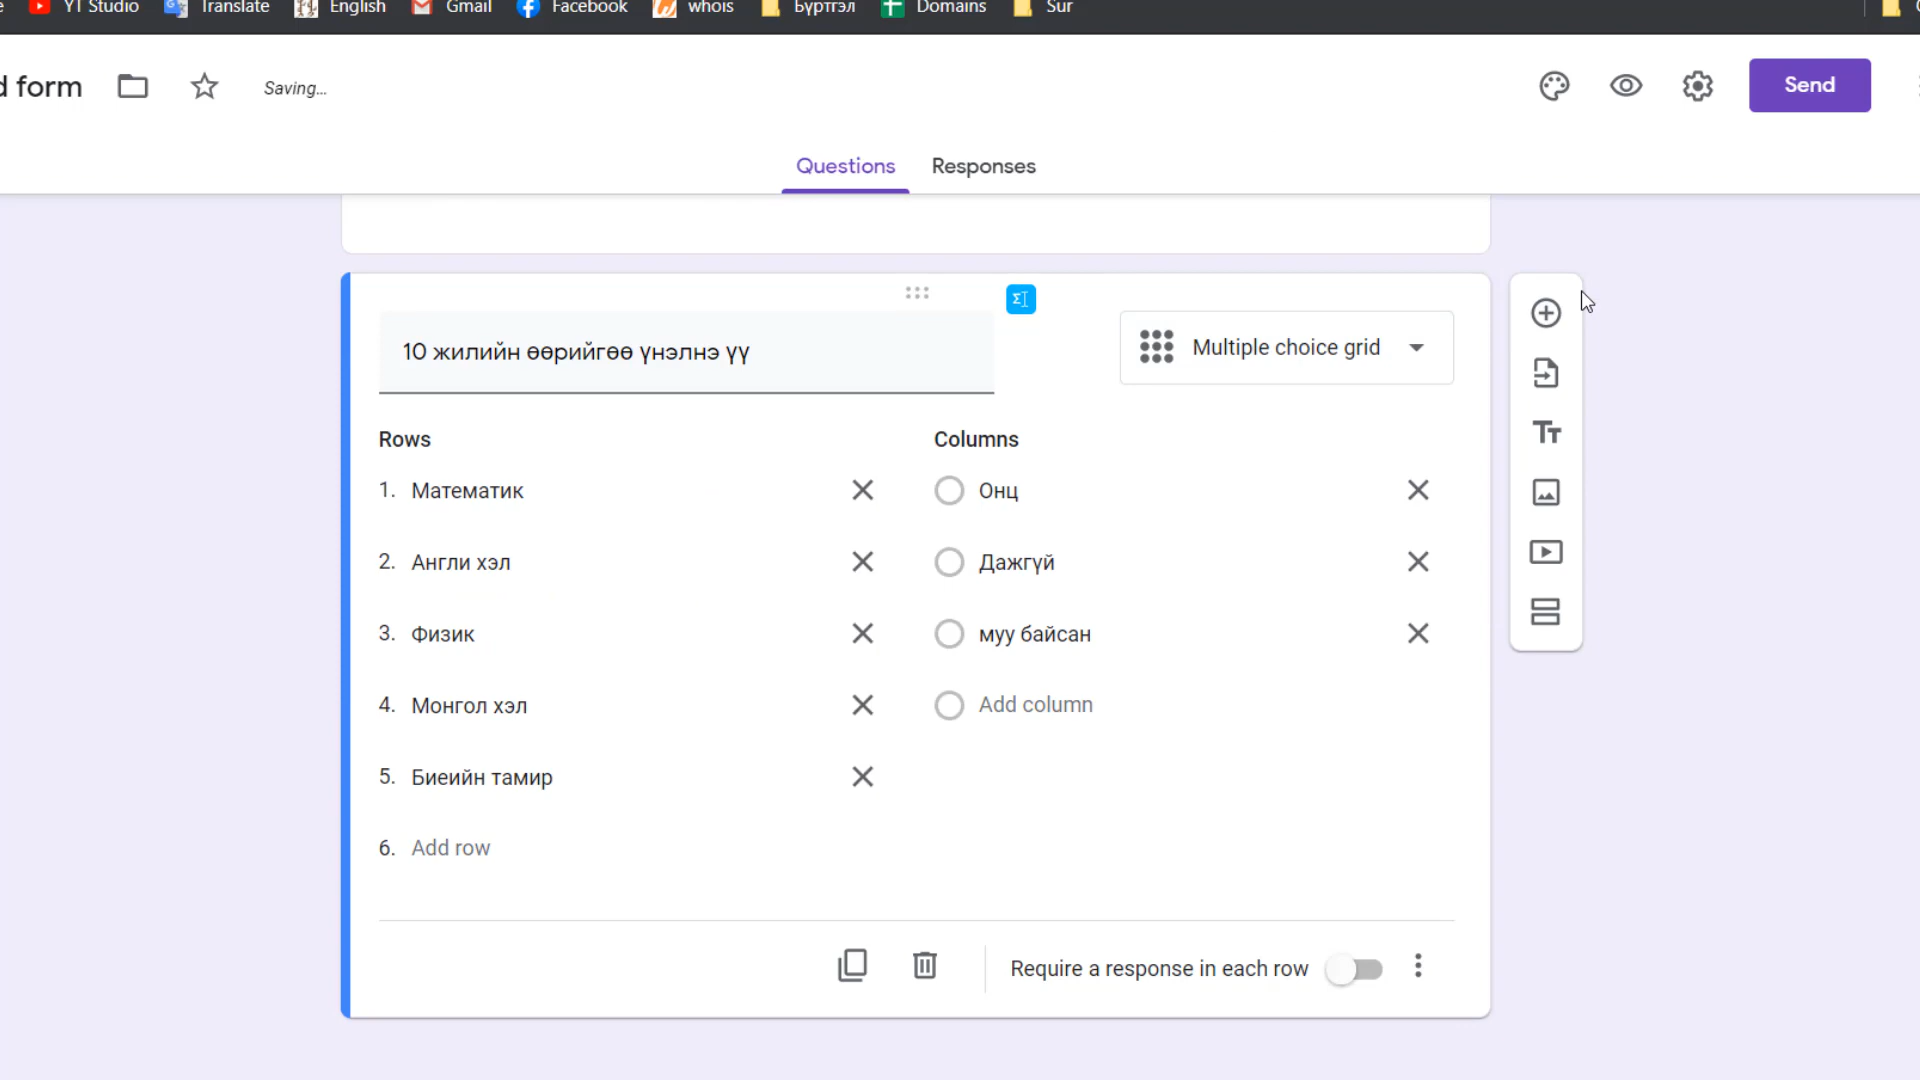 YT Studio Translate English Gmail Facebook whois Бүртгэл Domains Sur
d form Saving... Send
Questions Responses
10 жилийн өөрийгөө үнэлнэ үү Multiple choice grid
Rows Columns
1. Математик Онц
2. Англи хэл Дажгүй
3. Физик муу байсан
4. Монгол хэл Add column
5. Биеийн тамир
6. Add row
Require a response in each row